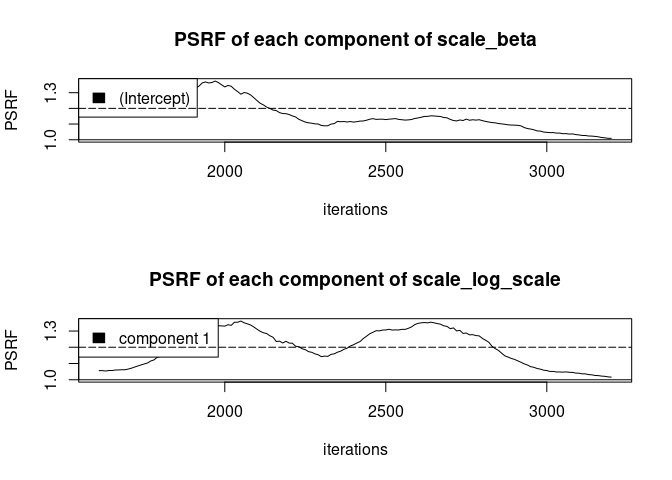 PSRF of each component of scale_beta
PSRF
1.3
1.0
(Intercept)
2000 2500 3000
iterations
PSRF of each component of scale_log_scale
PSRF
1.3
1.0
component 1
2000 2500 3000
iterations